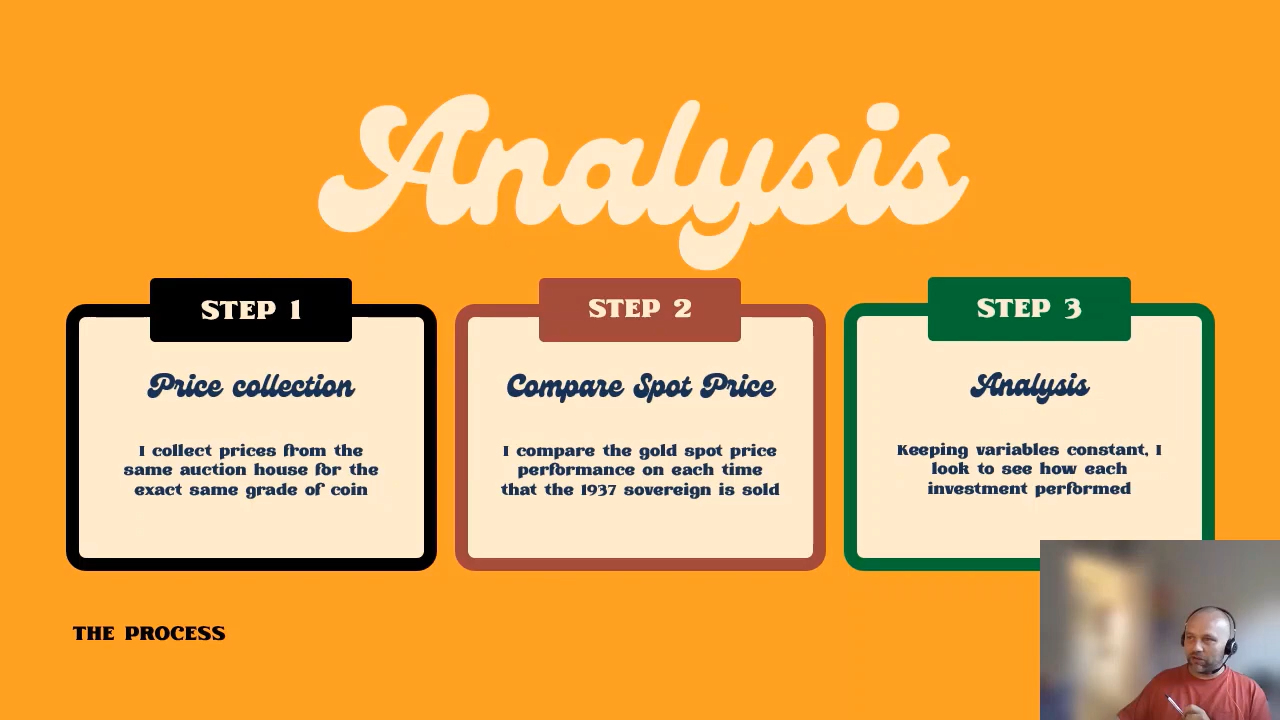 Analysis
STEP 1
Price collection
I collect prices from the
same auction house for the
exact same grade of coin
STEP 2
Compare Spot Price
I compare the gold spot price
performance on each time
that the 1937 sovereign is sold
STEP 3
Analysis
Keeping variables constant, I
look to see how each
investment performed
THE PROCESS